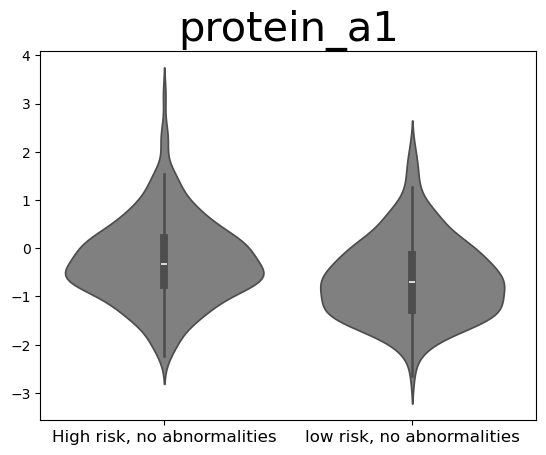 protein_a1
4
3
2
1
0
−1
−2
−3
High risk, no abnormalities
low risk, no abnormalities